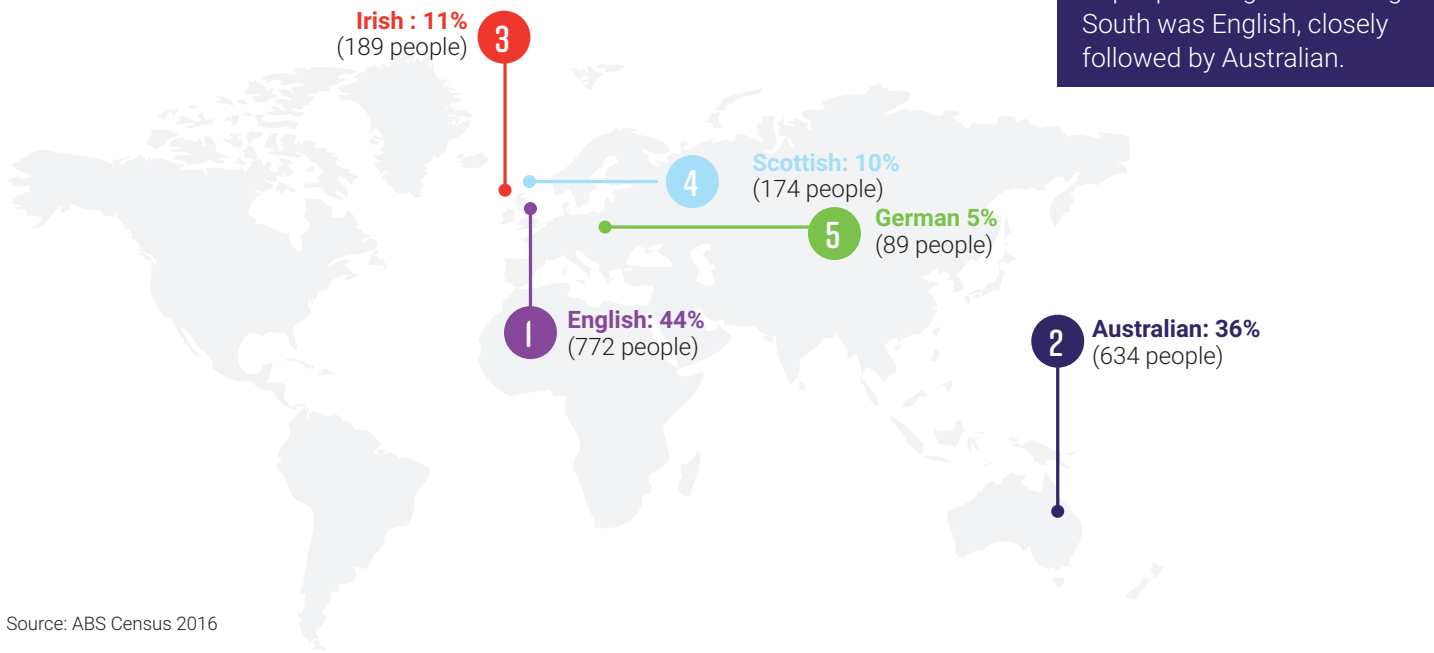 Irish : 11%
(189 people)
3
South was English, closely
followed by Australian.
4
Scottish: 10%
(174 people)
5
German 5%
(89 people)
1
English: 44%
(772 people)
2
Australian: 36%
(634 people)
Source: ABS Census 2016